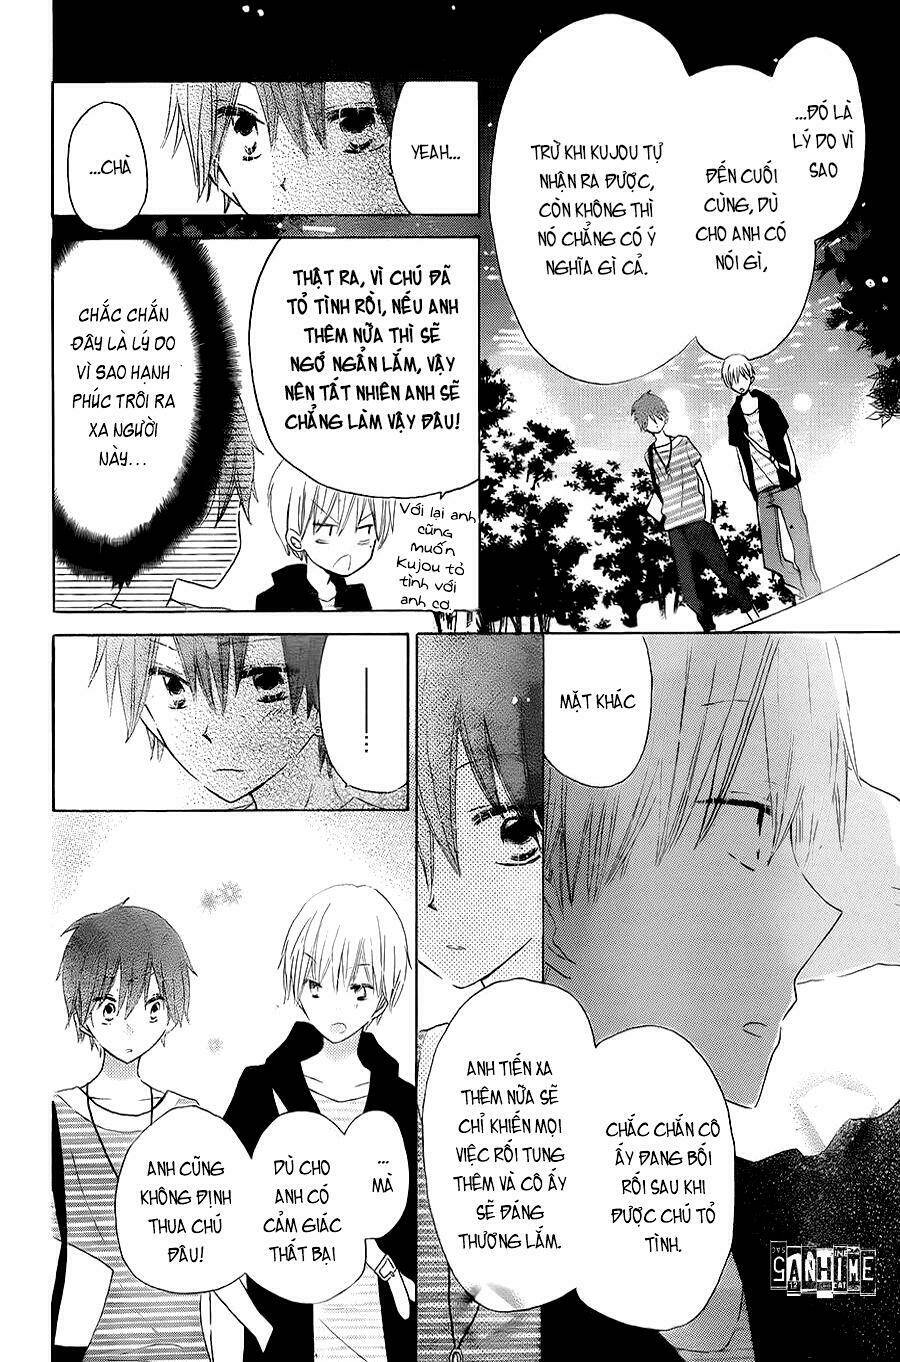 ...ĐÓ LÀ
LÝ DO VÌ
SAO
ĐẾN CUỐI
CÙNG, DÙ
CHO ANH CÓ
NÓI GÌ,
TRỪ KHI KUJOU TỰ
NHẬN RA ĐƯỢC,
CÒN KHÔNG THÌ
NÓ CHẲNG CÓ Ý
NGHĨA GÌ CẢ.
YEAH...
...CHÀ
THẬT RA, VÌ CHÚ ĐÃ
TỎ TÌNH RỒI, NẾU ANH
THÊM NỮA THÌ SẼ
NGỚ NGẨN LẮM, VẬY
NÊN TẤT NHIÊN ANH SẼ
CHẲNG LÀM VẬY ĐÂU!
Với lại anh
cũng
muốn
Kujou tỏ
tình với
anh cơ.
CHẮC CHẮN
ĐÂY LÀ LÝ DO
VÌ SAO HẠNH
PHÚC TRÔI RA
XA NGƯỜI
NÀY...
MẶT KHÁC
CHẮC CHẮN CÔ
ẤY ĐANG BỐI
RỐI SAU KHI
ĐƯỢC CHÚ TỎ
TÌNH.
ANH TIẾN XA
THÊM NỮA SẼ
CHỈ KHIẾN MỌI
VIỆC RỐI TUNG
THÊM VÀ CÔ ẤY
SẼ ĐÁNG
THƯƠNG LẮM.
—...
...
MÀ
DÙ CHO
ANH CÓ
CẢM GIÁC
THẤT BẠI
ANH CŨNG
KHÔNG ĐỊNH
THUA CHÚ
ĐÂU!
SANHIME